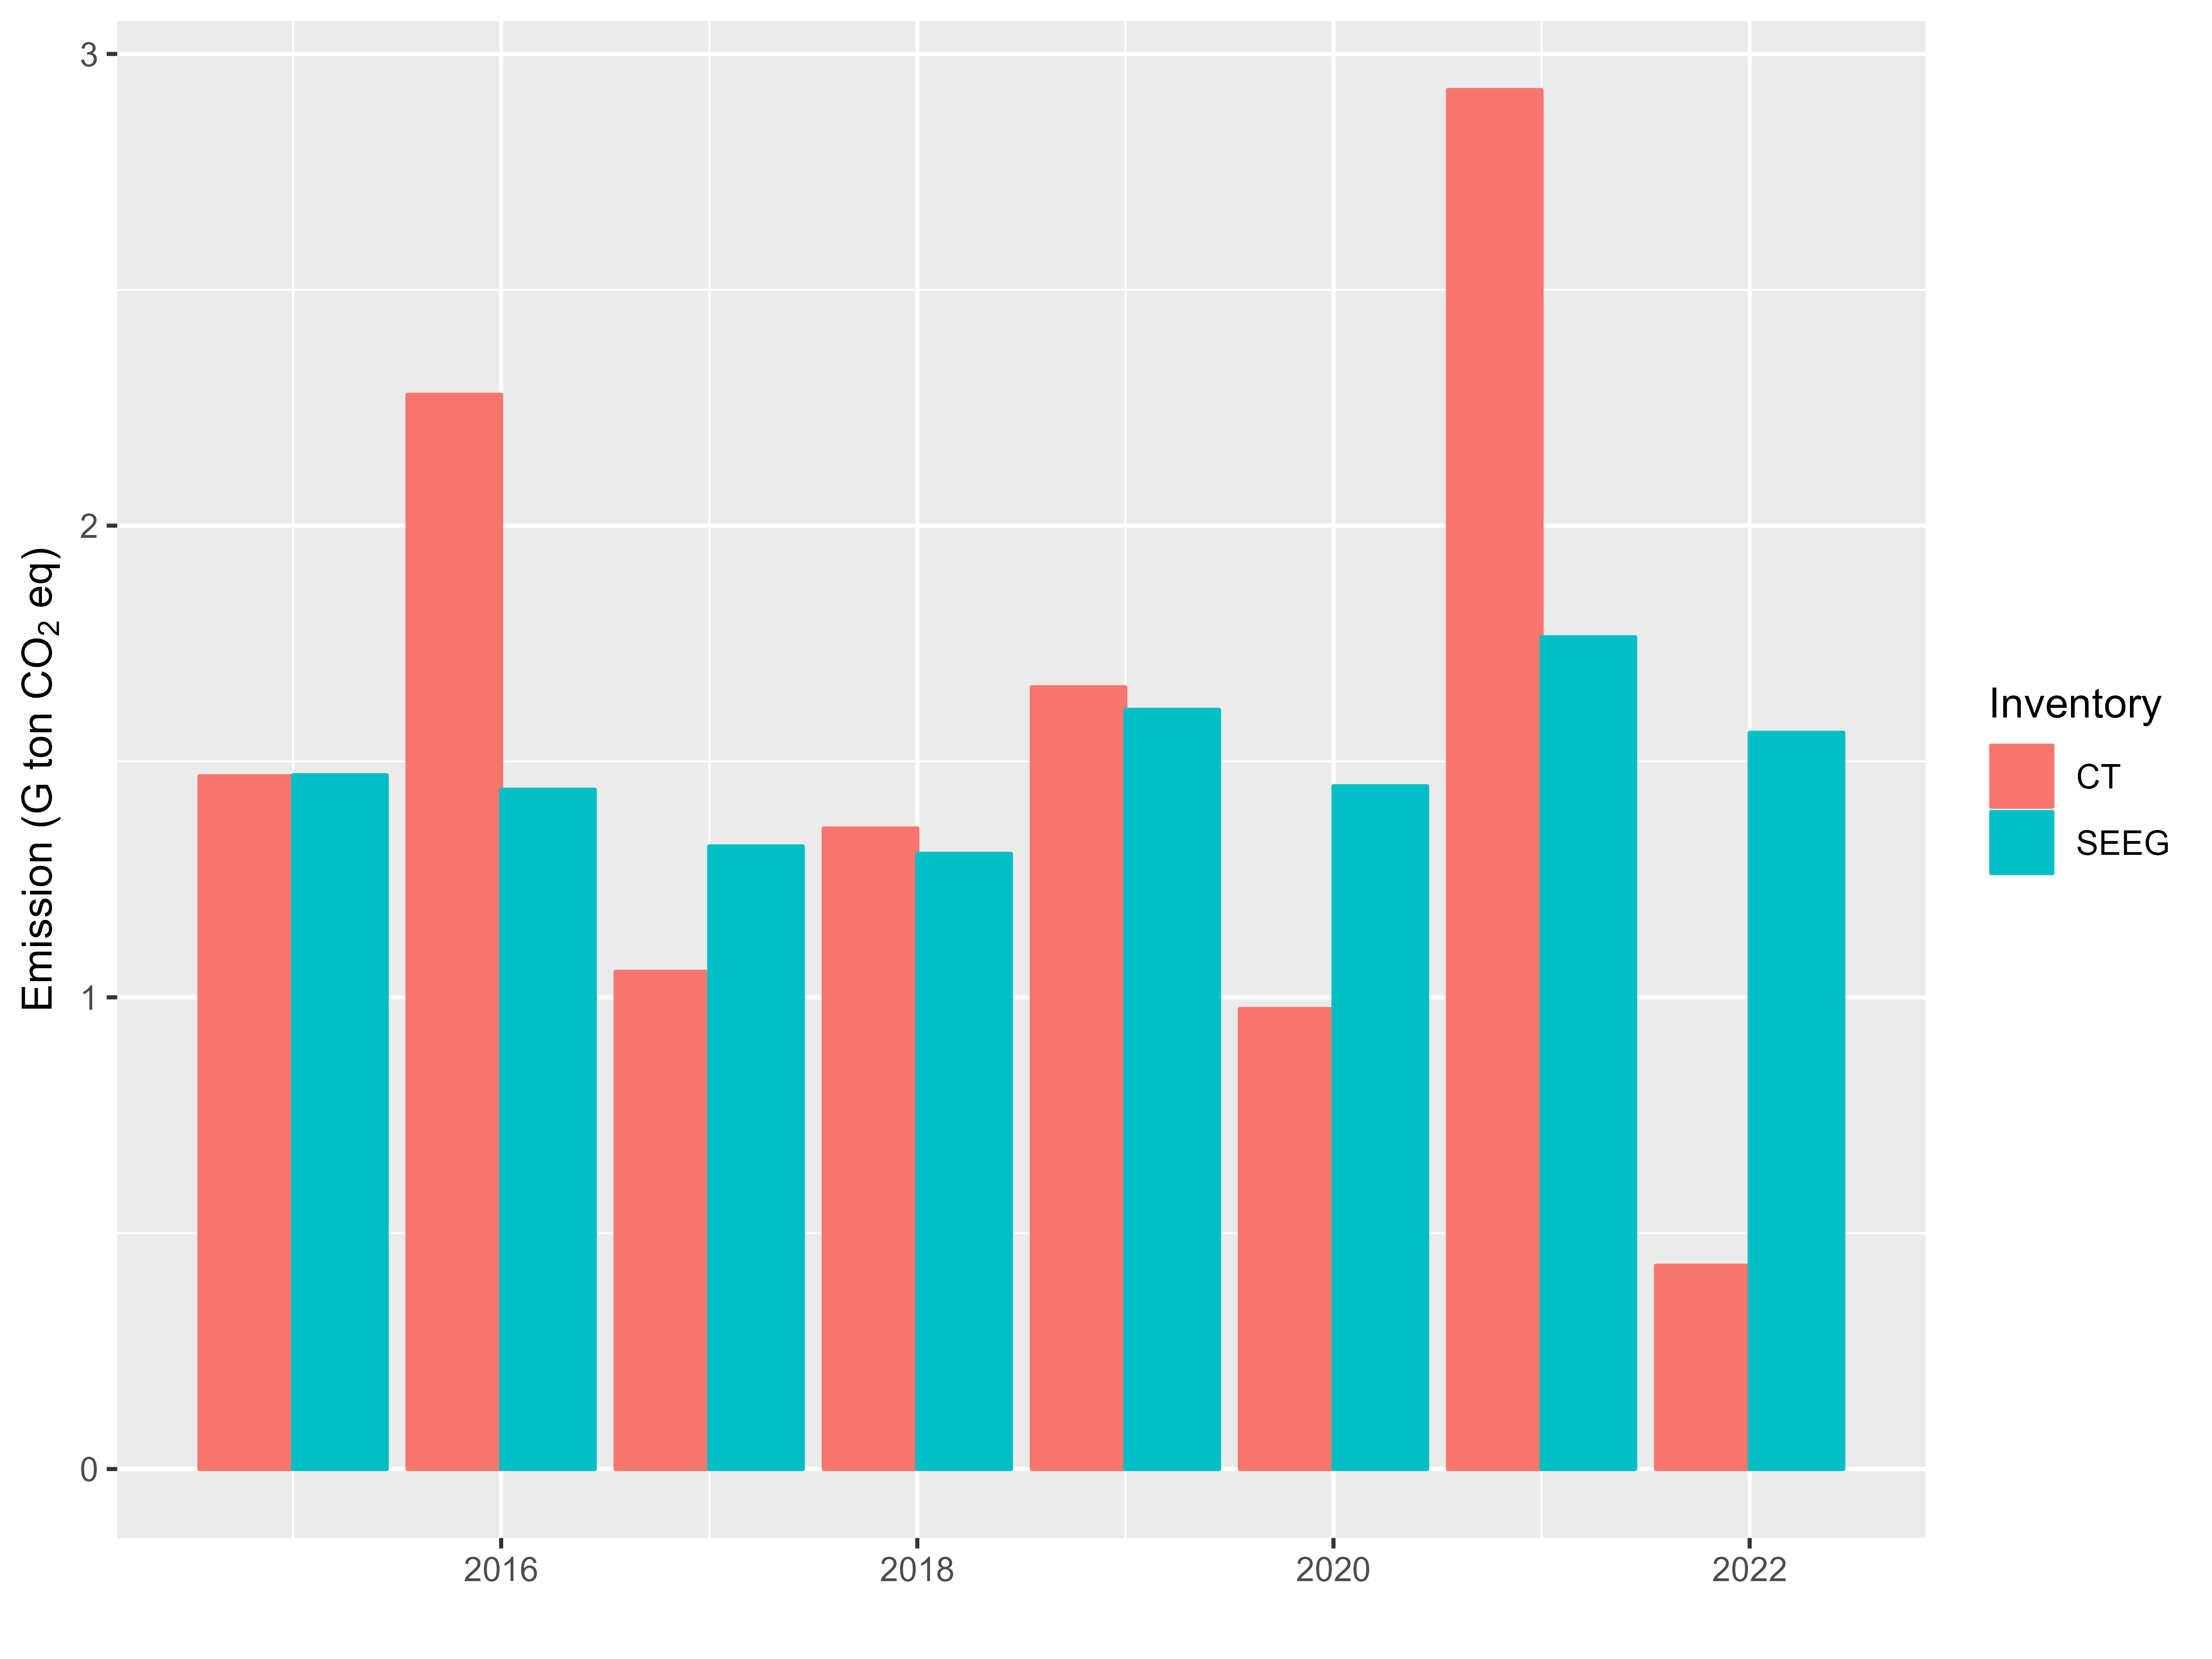 3
2
1
0
Emission (G ton CO₂ eq)
2016
2018
2020
2022
Inventory
CT
SEEG